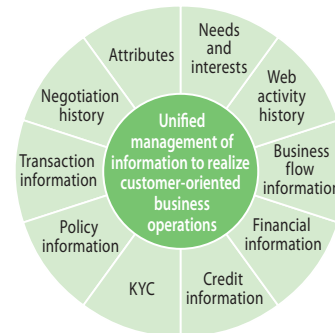 Needs
and
interests
Web
activity
history
Business
flow
information
Financial
information
Credit
information
KYC
Policy
information
Transaction
information
Negotiation
history
Attributes
Unified
management of
information to realize
customer-oriented
business
operations